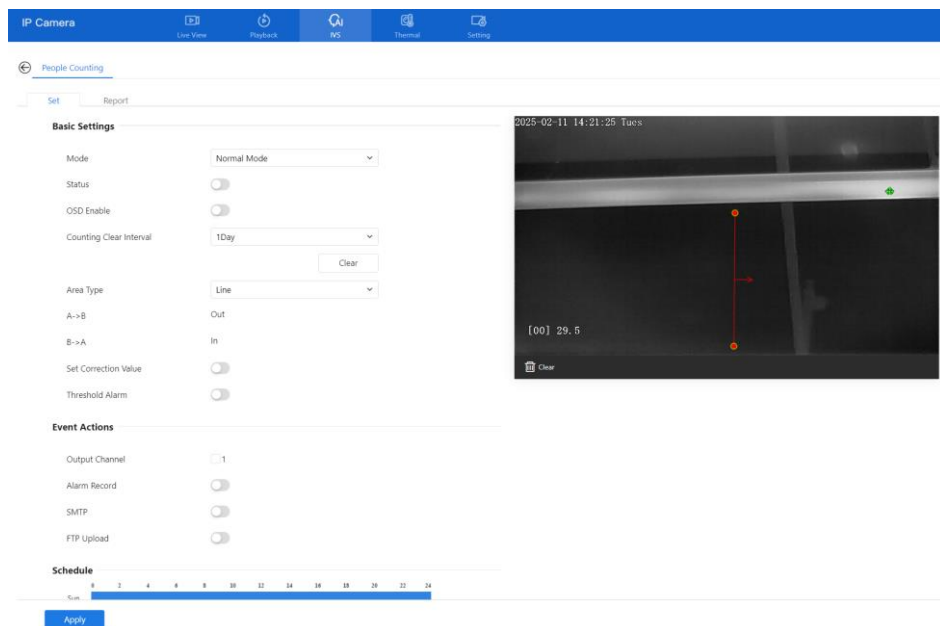 IP Camera
Live View
Playback
AI
IVS
Thermal
Setting
People Counting
Set Report
Basic Settings
Mode Normal Mode
Status
OSD Enable
Counting Clear Interval 1Day
Clear
Area Type Line
A->B Out
B->A In
Set Correction Value
Threshold Alarm
Event Actions
Output Channel 1
Alarm Record
SMTP
FTP Upload
Schedule
0 2 4 6 8 10 12 14 16 18 20 22 24
Sun
Apply
2025-02-11 14:21:25 Tues
[00] 29.5
Clear